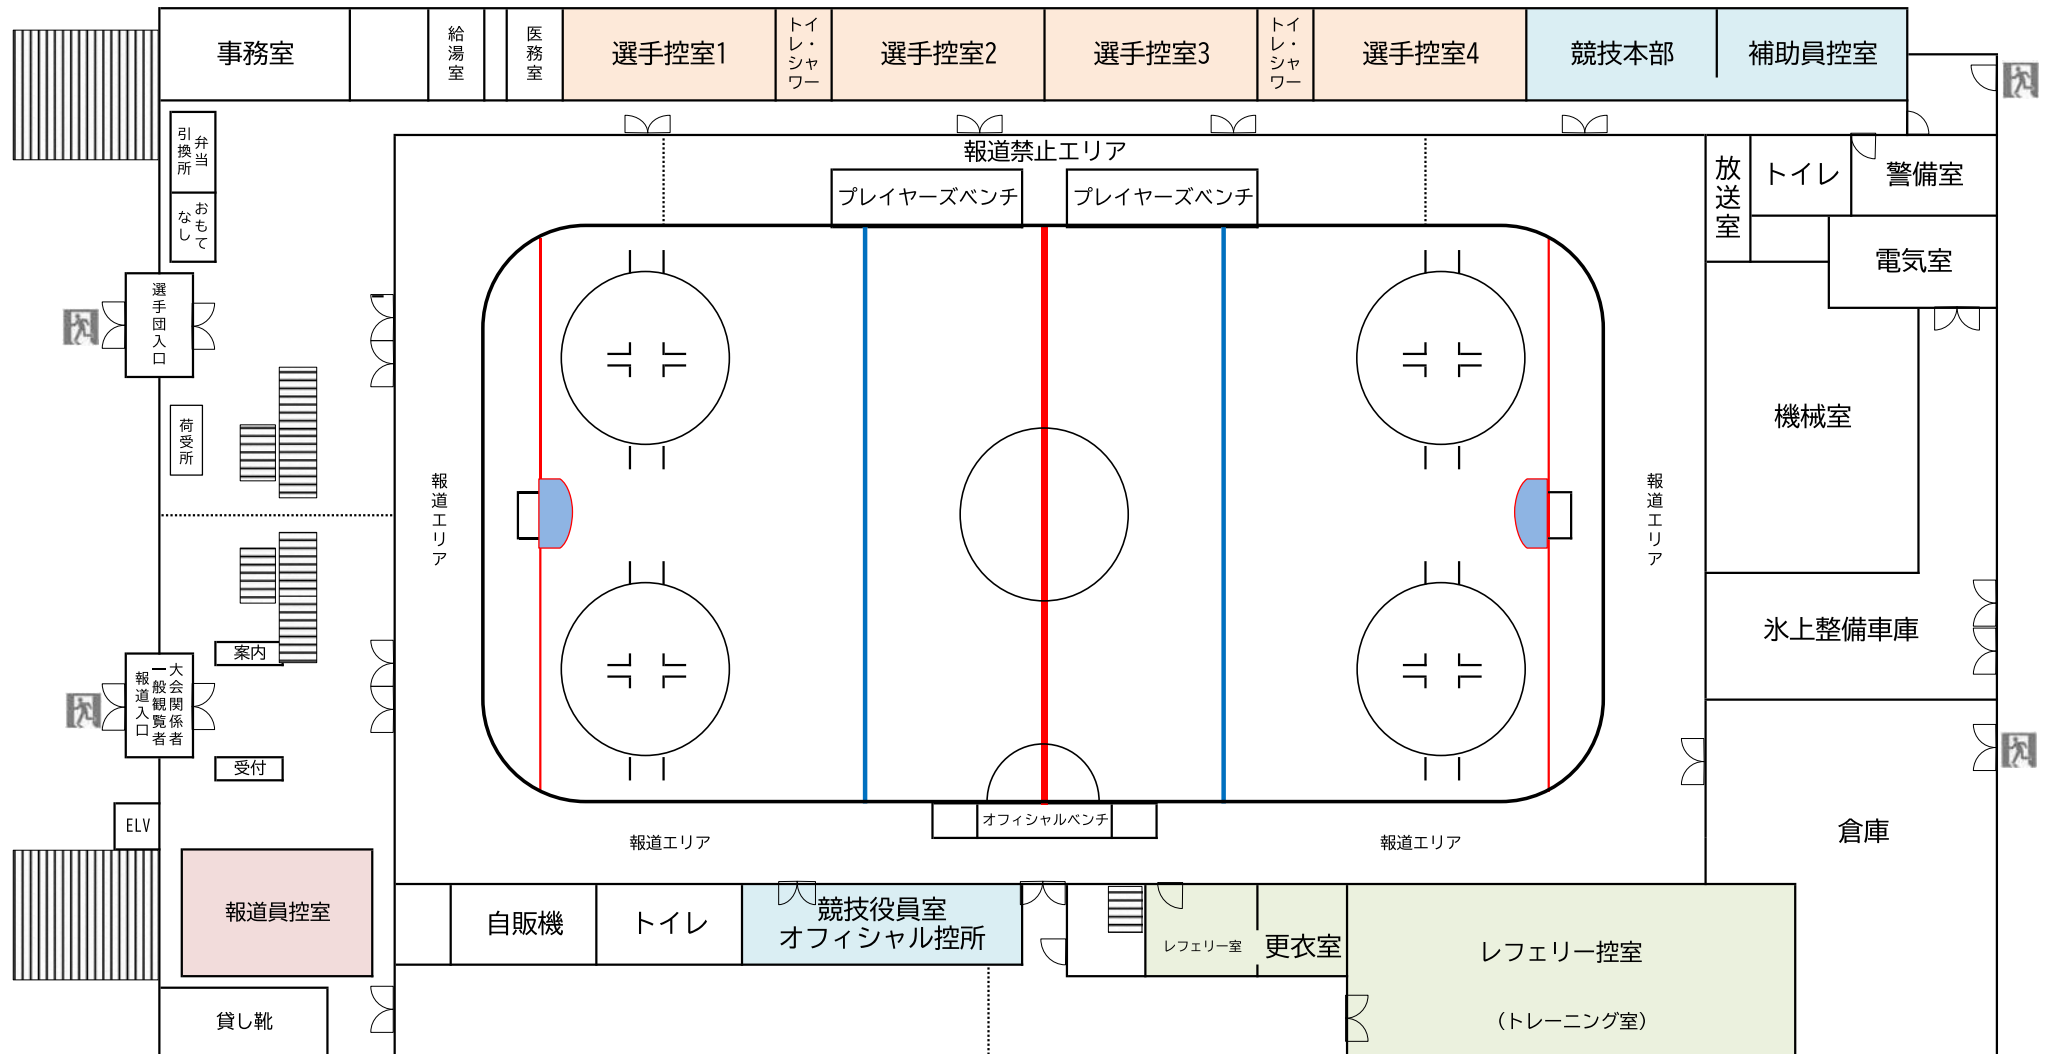 事務室
給湯室
医務室
選手控室1
トイレ・シャワー
選手控室2
選手控室3
トイレ・シャワー
選手控室4
競技本部
補助員控室
弁当
引換所
おもて
なし
報道禁止エリア
プレイヤーズベンチ
プレイヤーズベンチ
放送室
トイレ
警備室
電気室
選手団入口
荷受所
機械室
報道エリア
報道エリア
氷上整備車庫
案内
大会関係者
一般観覧者
報道入口
受付
ELV
オフィシャルベンチ
報道エリア
報道エリア
倉庫
報道員控室
自販機
トイレ
競技役員室
オフィシャル控所
レフェリー室
更衣室
レフェリー控室
(トレーニング室)
貸し靴